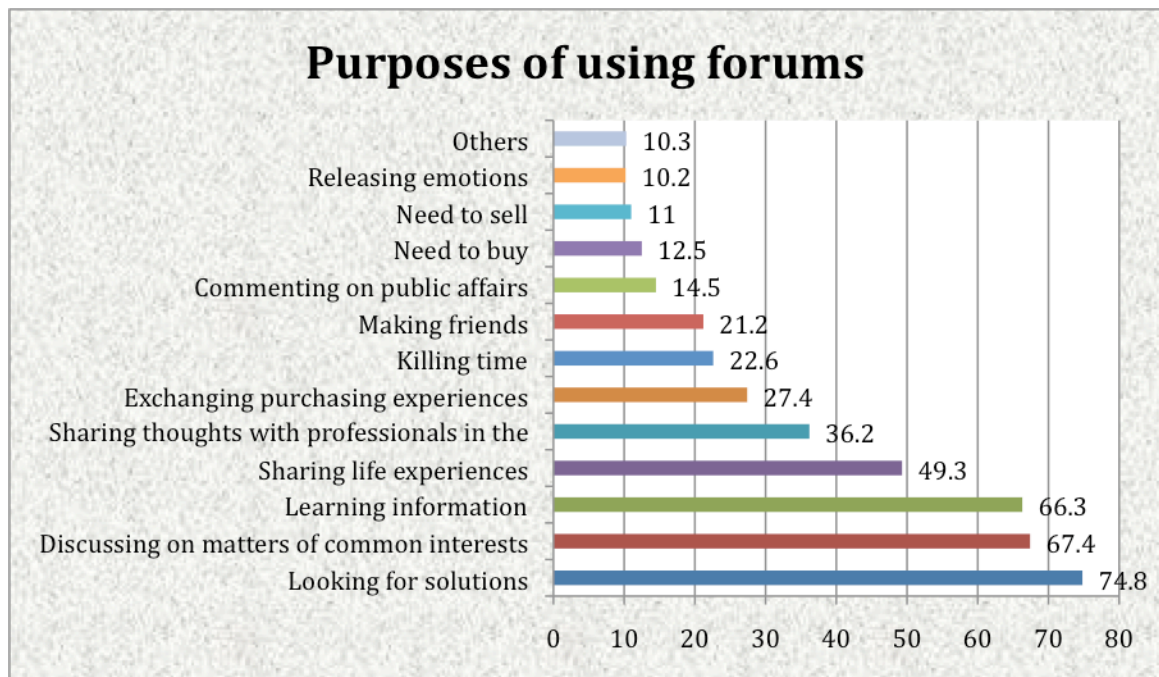 Purposes of using forums
Others 10.3
Releasing emotions 10.2
Need to sell 11
Need to buy 12.5
Commenting on public affairs 14.5
Making friends 21.2
Killing time 22.6
Exchanging purchasing experiences 27.4
Sharing thoughts with professionals in the 36.2
Sharing life experiences 49.3
Learning information 66.3
Discussing on matters of common interests 67.4
Looking for solutions 74.8
0 10 20 30 40 50 60 70 80